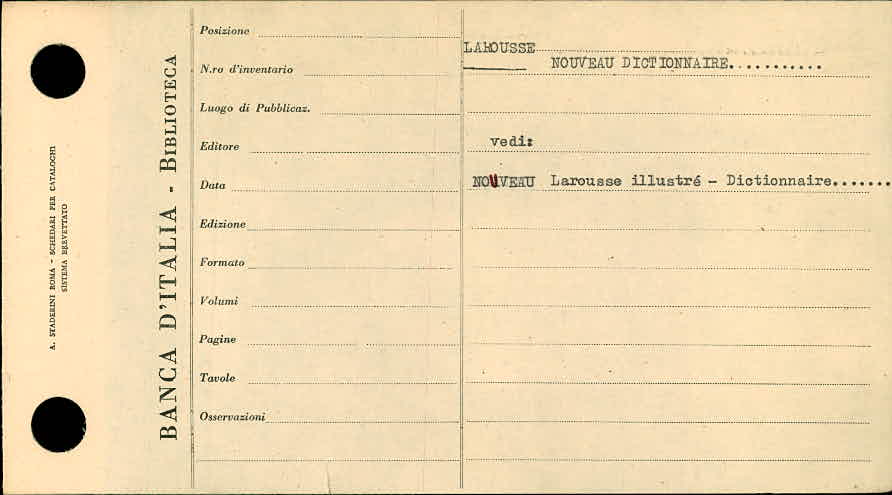 A. STADERINI ROMA - SCHEDARI PER CATALOGHI
SISTEMA BREVETTATO
BANCA D'ITALIA - BIBLIOTECA
Posizione
N.ro d'inventario
Luogo di Pubblicaz.
Editore
Data
Edizione
Formato
Volumi
Pagine
Tavole
Osservazioni
LAROUSSE
NOUVEAU DICTIONNAIRE...........
vedi:
NOUVEAU Larousse illustré - Dictionnaire.......